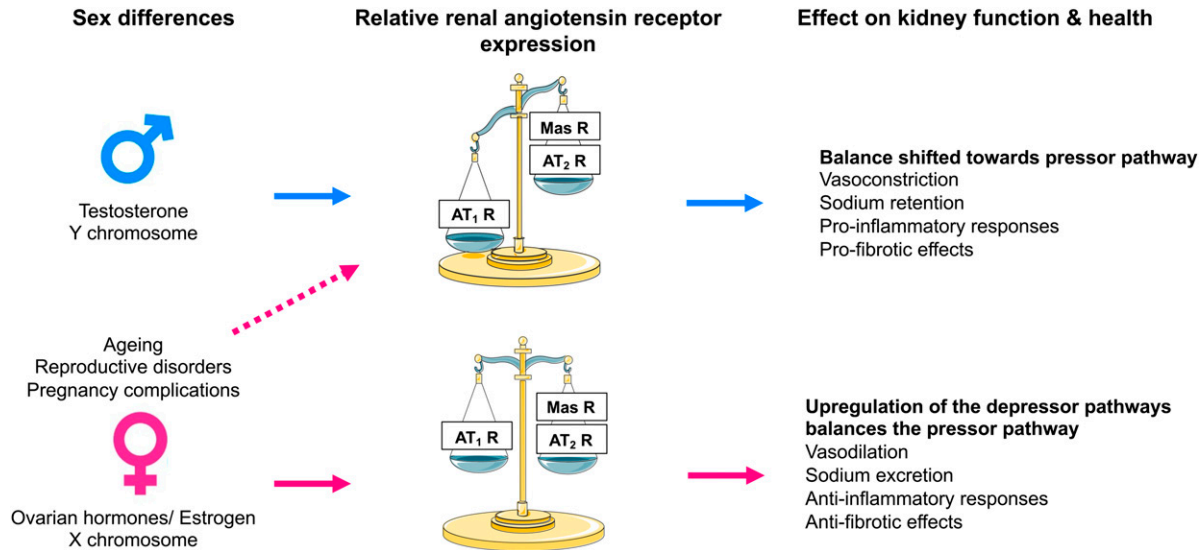 Sex differences
Relative renal angiotensin receptor
expression
Effect on kidney function & health
Testosterone
Y chromosome
Mas R
AT₂ R
AT₁ R
Balance shifted towards pressor pathway
Vasoconstriction
Sodium retention
Pro-inflammatory responses
Pro-fibrotic effects
Ageing
Reproductive disorders
Pregnancy complications
Ovarian hormones/ Estrogen
X chromosome
Mas R
AT₁ R
AT₂ R
Upregulation of the depressor pathways
balances the pressor pathway
Vasodilation
Sodium excretion
Anti-inflammatory responses
Anti-fibrotic effects